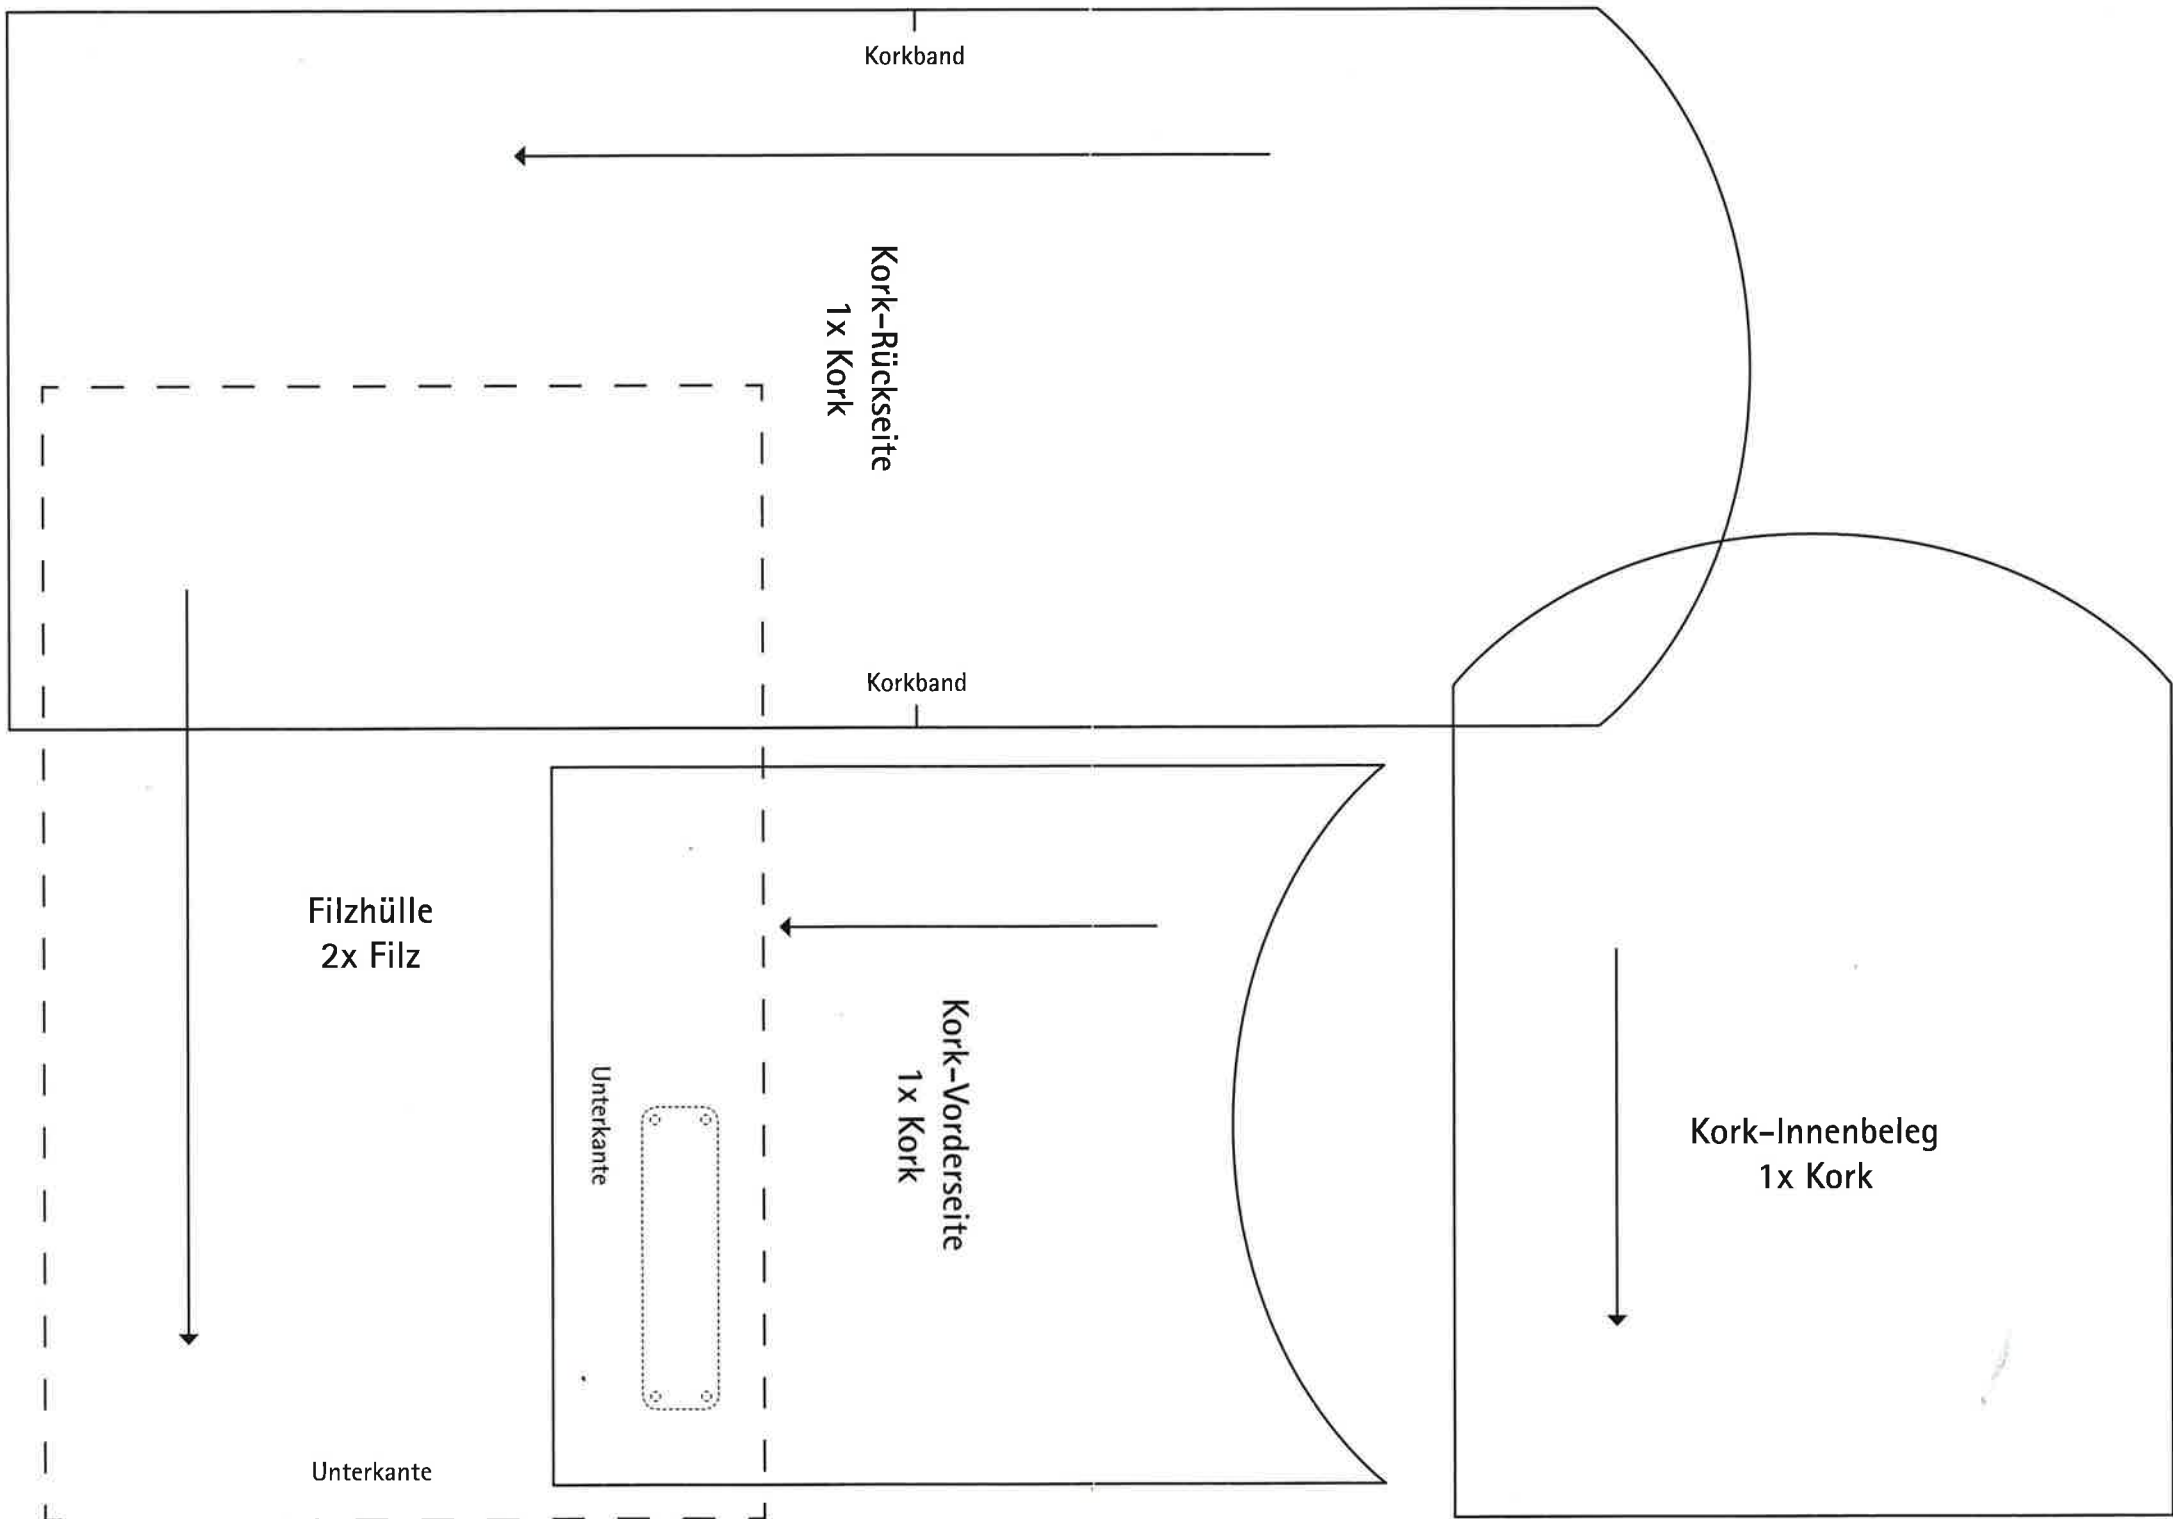 Korkband
Kork-Rückseite
1x Kork
Korkband
Filzhülle
2x Filz
Unterkante
Unterkante
Kork-Vorderseite
1x Kork
Kork-Innenbeleg
1x Kork